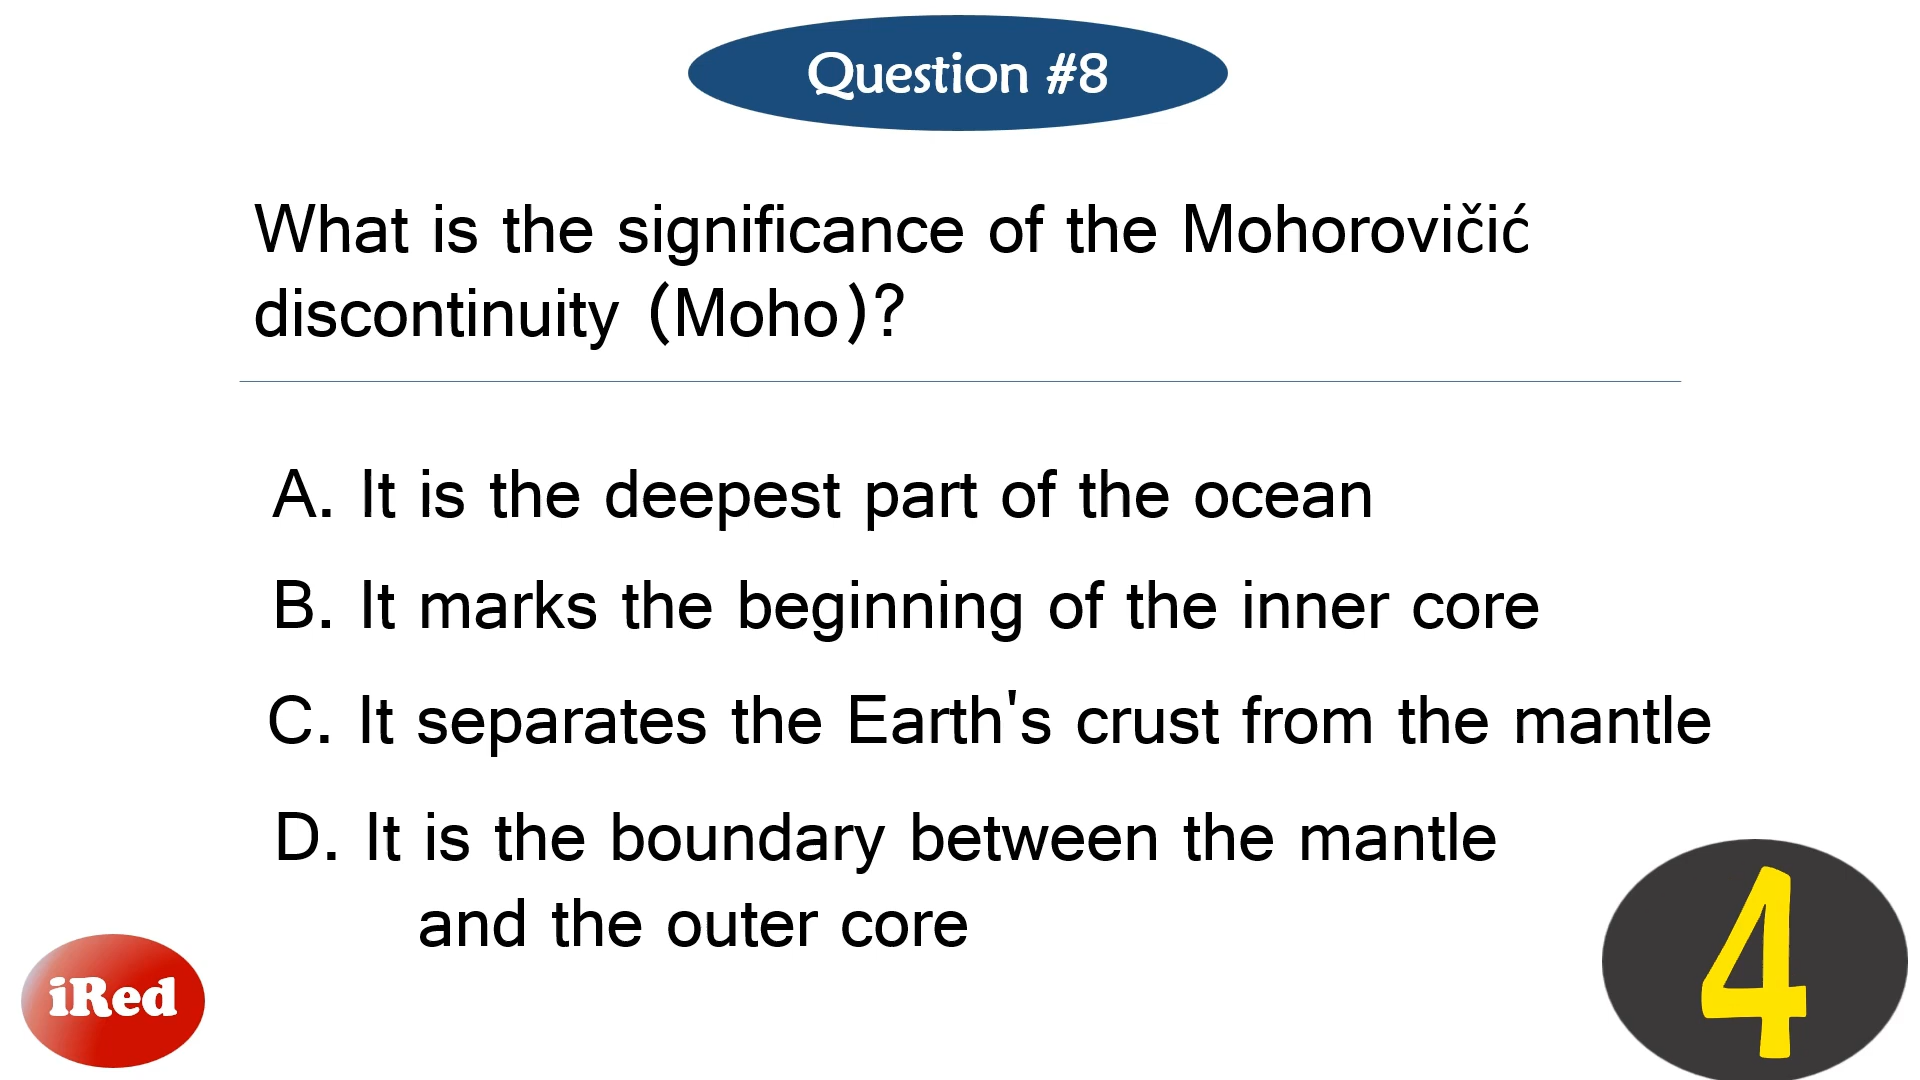 Question #8
What is the significance of the Mohorovičić
discontinuity (Moho)?
A. It is the deepest part of the ocean
B. It marks the beginning of the inner core
C. It separates the Earth's crust from the mantle
D. It is the boundary between the mantle
and the outer core
iRed
4